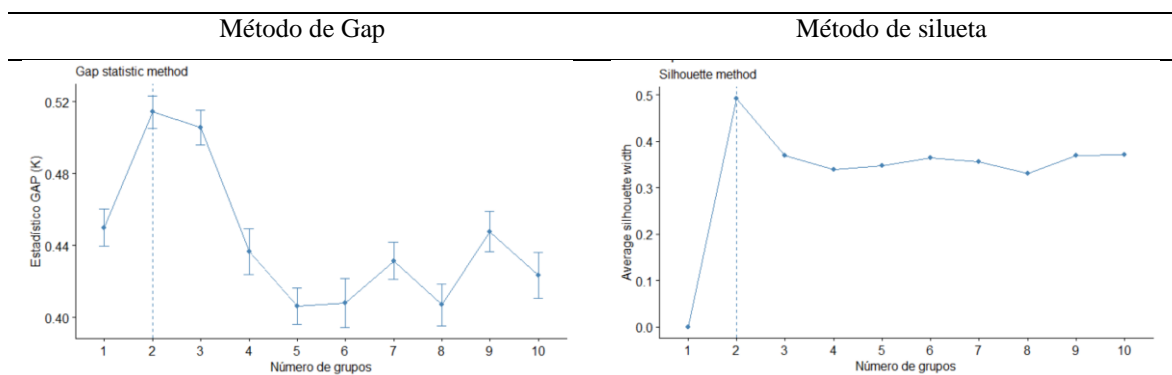 Método de Gap
Método de silueta
Gap statistic method
Estadístico GAP (K)
0.52
0.48
0.44
0.40
1 2 3 4 5 6 7 8 9 10
Número de grupos
Silhouette method
Average silhouette width
0.5
0.4
0.3
0.2
0.1
0.0
1 2 3 4 5 6 7 8 9 10
Número de grupos